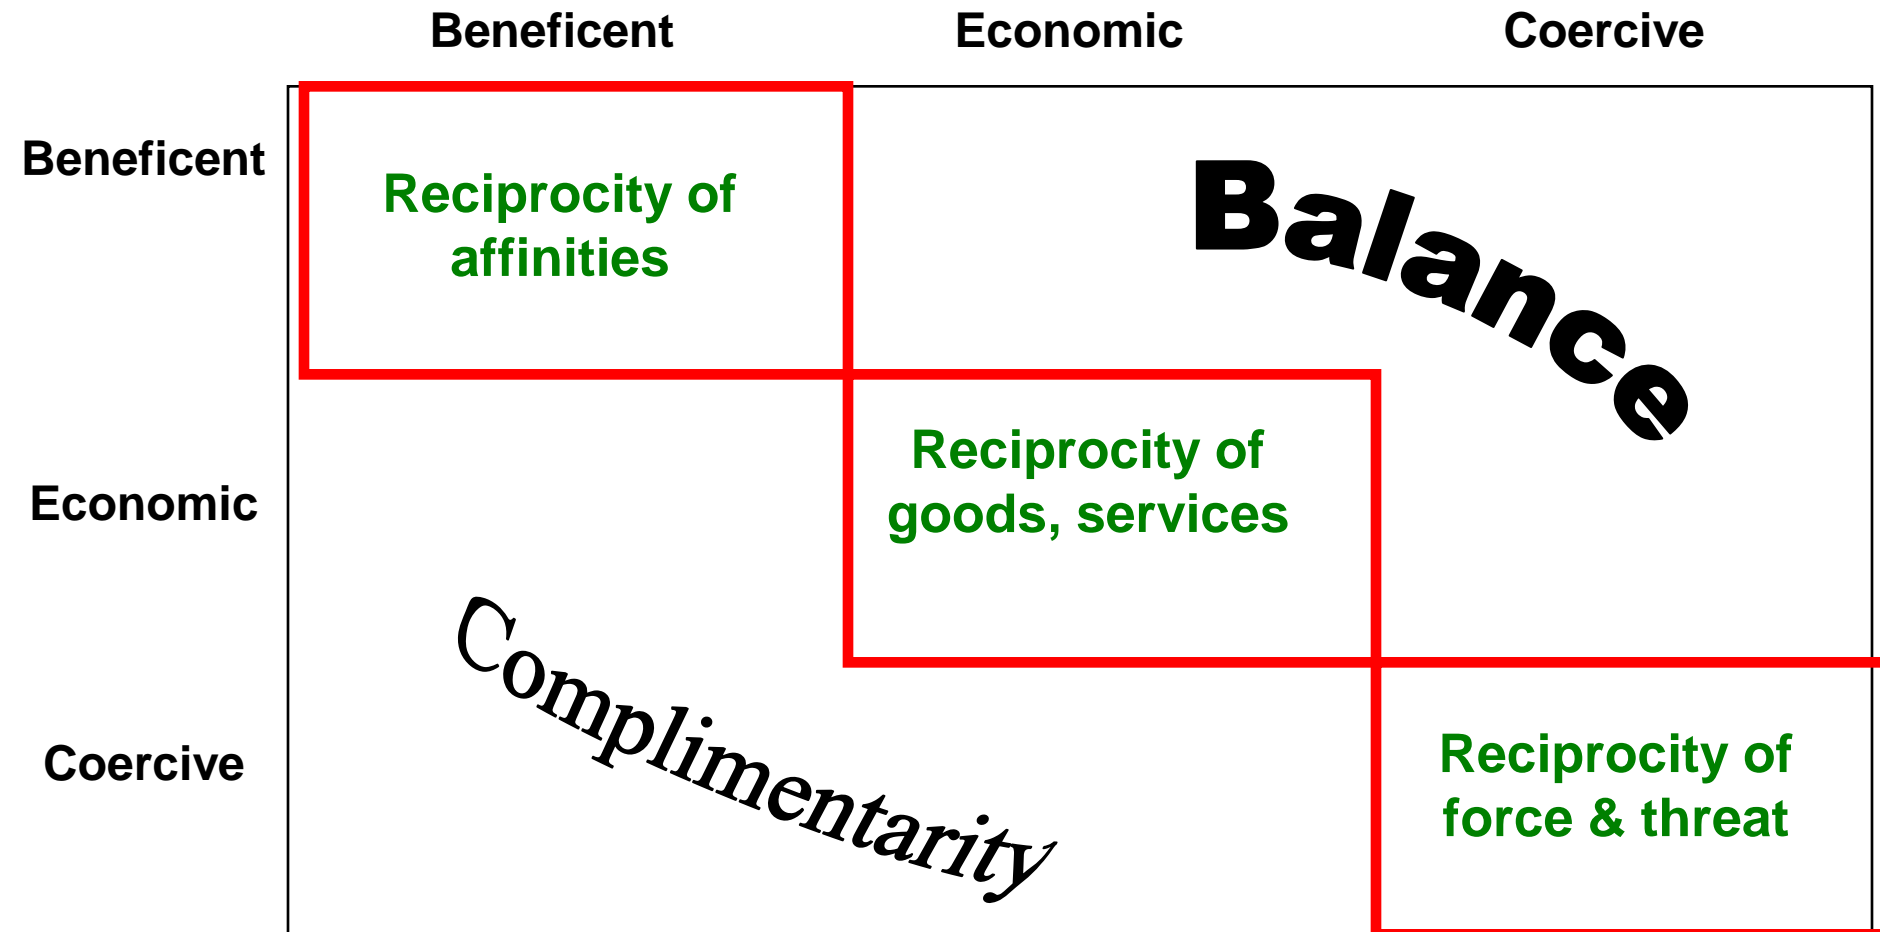 Beneficent Economic Coercive
Beneficent
Reciprocity of
affinities
Balance
Economic
Reciprocity of
goods, services
Complimentarity
Coercive
Reciprocity of
force & threat